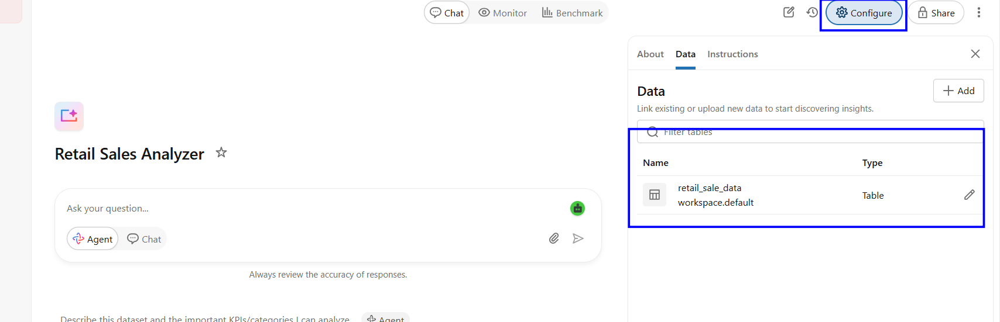 Chat
Monitor
Benchmark
Configure
Share
About
Data
Instructions
Data
Add
Link existing or upload new data to start discovering insights.
Filter tables
Name
Type
retail_sale_data
workspace.default
Table
Retail Sales Analyzer
Ask your question...
Agent
Chat
Always review the accuracy of responses.
Describe this dataset and the important KPIs/categories I can analyze
Agent